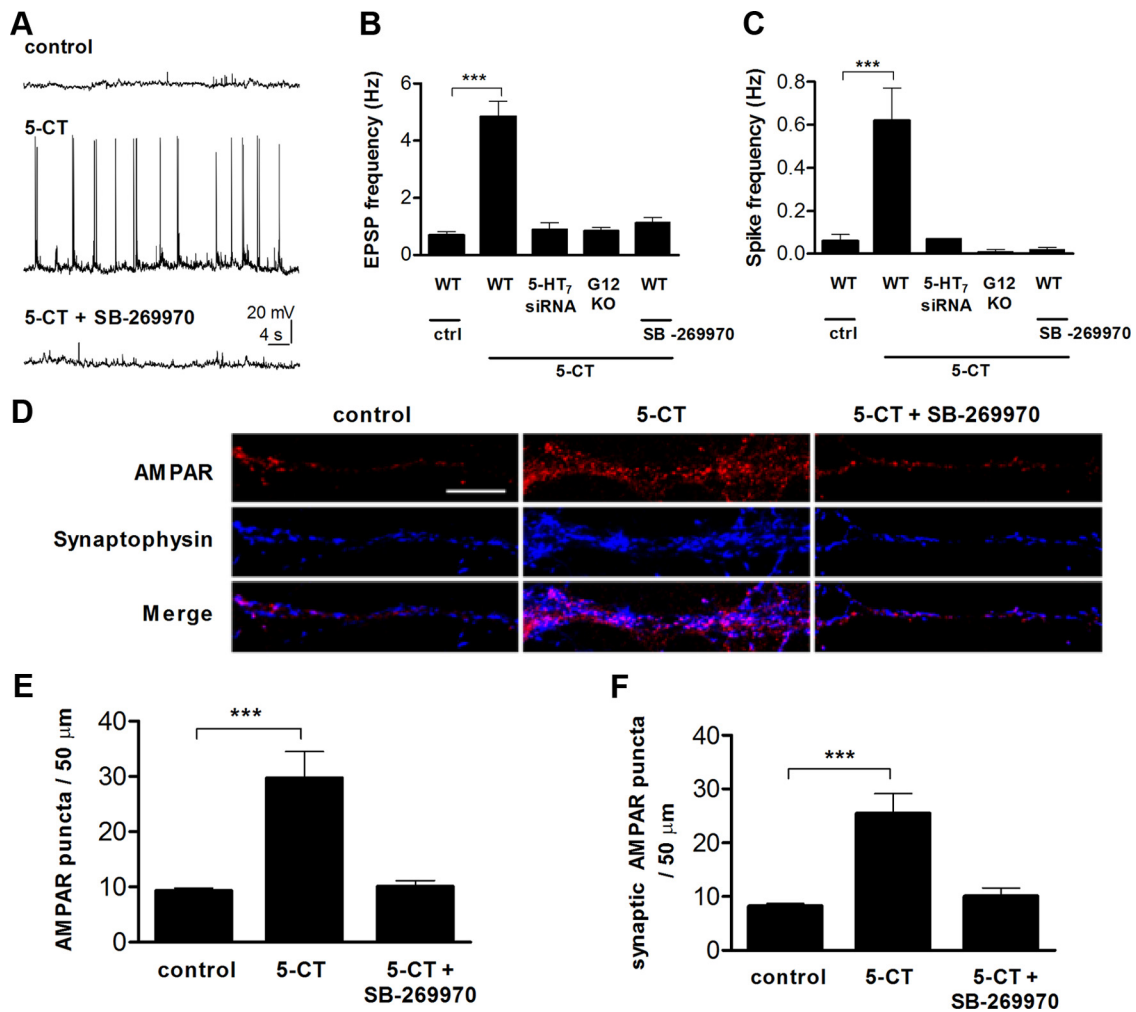 A
control
5-CT
5-CT + SB-269970
20 mV
4 s
B
EPSP frequency (Hz)
6
4
2
0
***
WT WT 5-HT7 siRNA G12 KO WT
ctrl
SB -269970
5-CT
C
Spike frequency (Hz)
0.8
0.6
0.4
0.2
0.0
***
WT WT 5-HT7 siRNA G12 KO WT
ctrl
SB -269970
5-CT
D
control 5-CT 5-CT + SB-269970
AMPAR
Synaptophysin
Merge
E
AMPAR puncta / 50 μm
40
30
20
10
0
***
control 5-CT 5-CT + SB-269970
F
synaptic AMPAR puncta / 50 μm
40
30
20
10
0
***
control 5-CT 5-CT + SB-269970